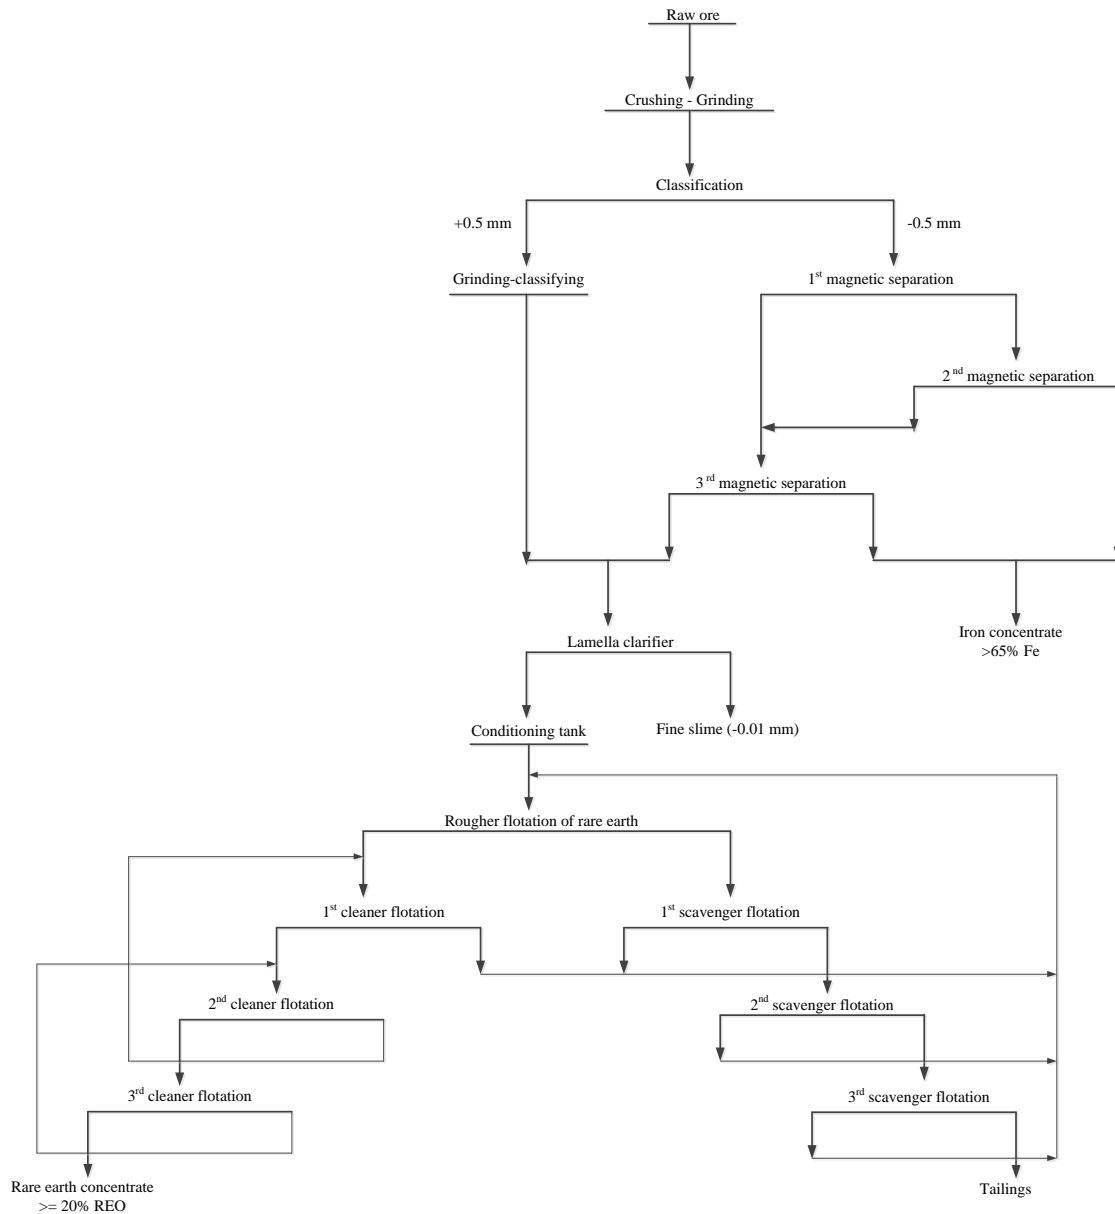 Raw ore
Crushing - Grinding
Classification
+0.5 mm
-0.5 mm
Grinding-classifying
1st magnetic separation
2nd magnetic separation
3rd magnetic separation
Iron concentrate
>65% Fe
Lamella clarifier
Conditioning tank
Fine slime (-0.01 mm)
Rougher flotation of rare earth
1st cleaner flotation
1st scavenger flotation
2nd cleaner flotation
2nd scavenger flotation
3rd cleaner flotation
3rd scavenger flotation
Rare earth concentrate
>= 20% REO
Tailings